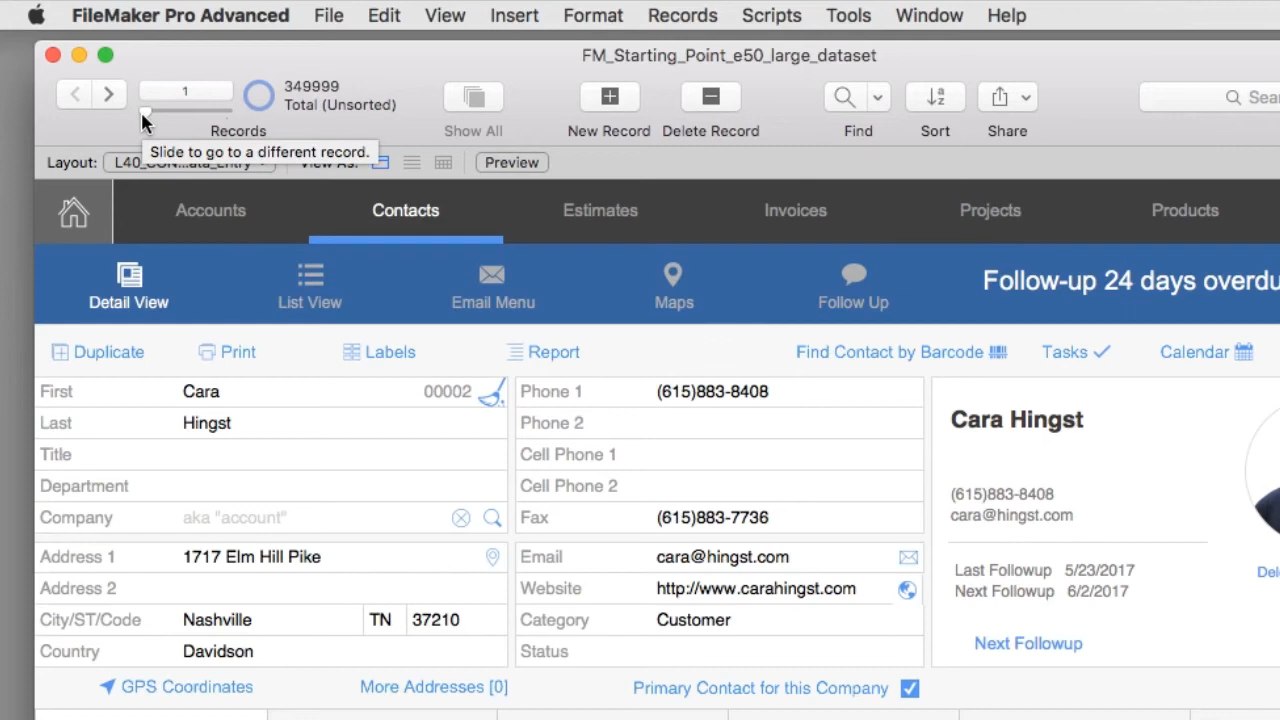 FileMaker Pro Advanced File Edit View Insert Format Records Scripts Tools Window Help
FM_Starting_Point_e50_large_dataset
1
349999
Total (Unsorted)
Records
Show All
New Record
Delete Record
Find
Sort
Share
Slide to go to a different record.
Layout:
Preview
Accounts Contacts Estimates Invoices Projects Products
Detail View List View Email Menu Maps Follow Up
Follow-up 24 days overdu
Duplicate Print Labels Report Find Contact by Barcode Tasks Calendar
First Cara 00002
Last Hingst
Title
Department
Company aka "account"
Address 1 1717 Elm Hill Pike
Address 2
City/ST/Code Nashville TN 37210
Country Davidson
GPS Coordinates More Addresses [0]
Phone 1 (615)883-8408
Phone 2
Cell Phone 1
Cell Phone 2
Fax (615)883-7736
Email cara@hingst.com
Website http://www.carahingst.com
Category Customer
Status
Primary Contact for this Company
Cara Hingst
(615)883-8408
cara@hingst.com
Last Followup 5/23/2017
Next Followup 6/2/2017
Next Followup